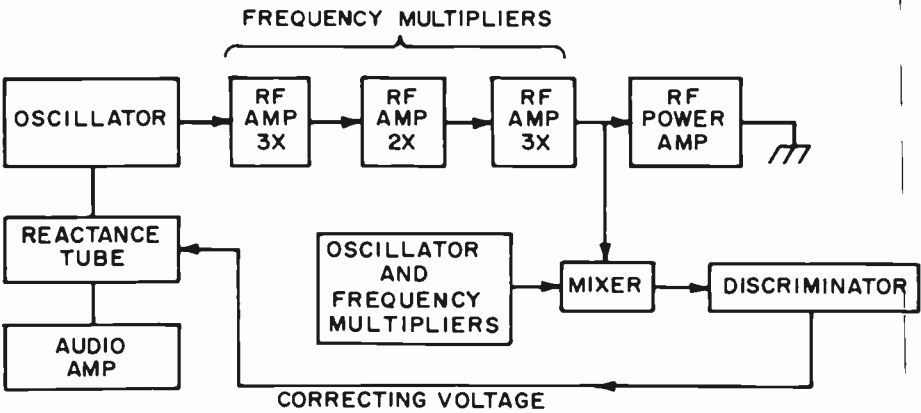 FREQUENCY MULTIPLIERS
OSCILLATOR
RF
AMP
3X
RF
AMP
2X
RF
AMP
3X
RF
POWER
AMP
REACTANCE
TUBE
OSCILLATOR
AND
FREQUENCY
MULTIPLIERS
MIXER
DISCRIMINATOR
AUDIO
AMP
CORRECTING VOLTAGE